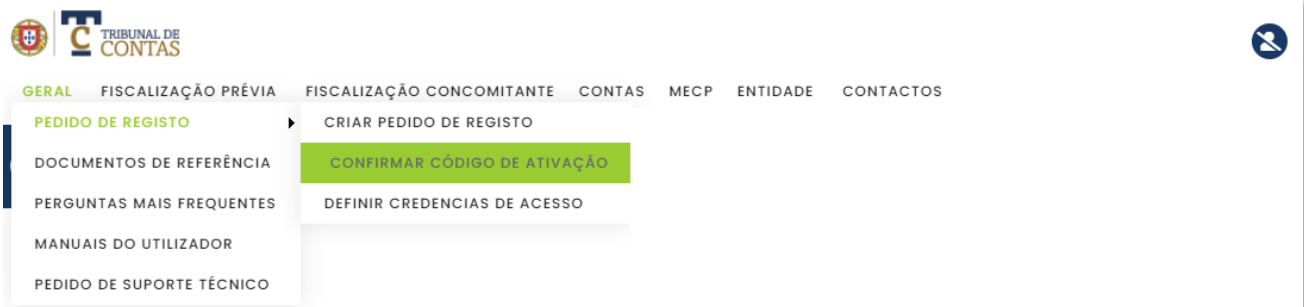 TRIBUNAL DE
CONTAS
GERAL FISCALIZAÇÃO PRÉVIA FISCALIZAÇÃO CONCOMITANTE CONTAS MECP ENTIDADE CONTACTOS
PEDIDO DE REGISTO CRIAR PEDIDO DE REGISTO
DOCUMENTOS DE REFERÊNCIA CONFIRMAR CÓDIGO DE ATIVAÇÃO
PERGUNTAS MAIS FREQUENTES DEFINIR CREDENCIAS DE ACESSO
MANUAIS DO UTILIZADOR
PEDIDO DE SUPORTE TÉCNICO